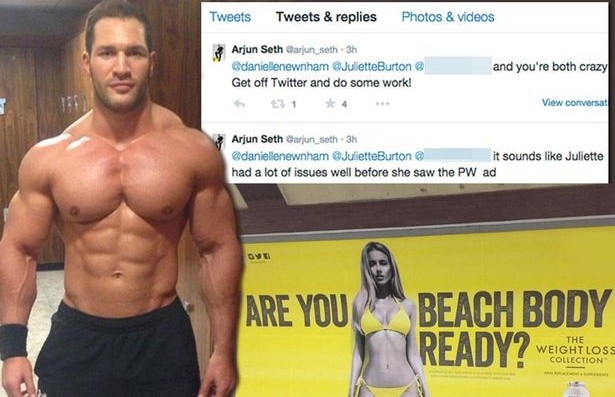 Tweets Tweets & replies Photos & videos
Arjun Seth @arjun_seth · 3h
@daniellenewnham @JulietteBurton @ and you're both crazy
Get off Twitter and do some work!
1 4 View conversat
Arjun Seth @arjun_seth · 3h
@daniellenewnham @JulietteBurton @ it sounds like Juliette
had a lot of issues well before she saw the PW ad
ARE YOU BEACH BODY
READY?
THE
WEIGHT LOSS
COLLECTION
MEAL REPLACEMENT & SUPPLEMENTS